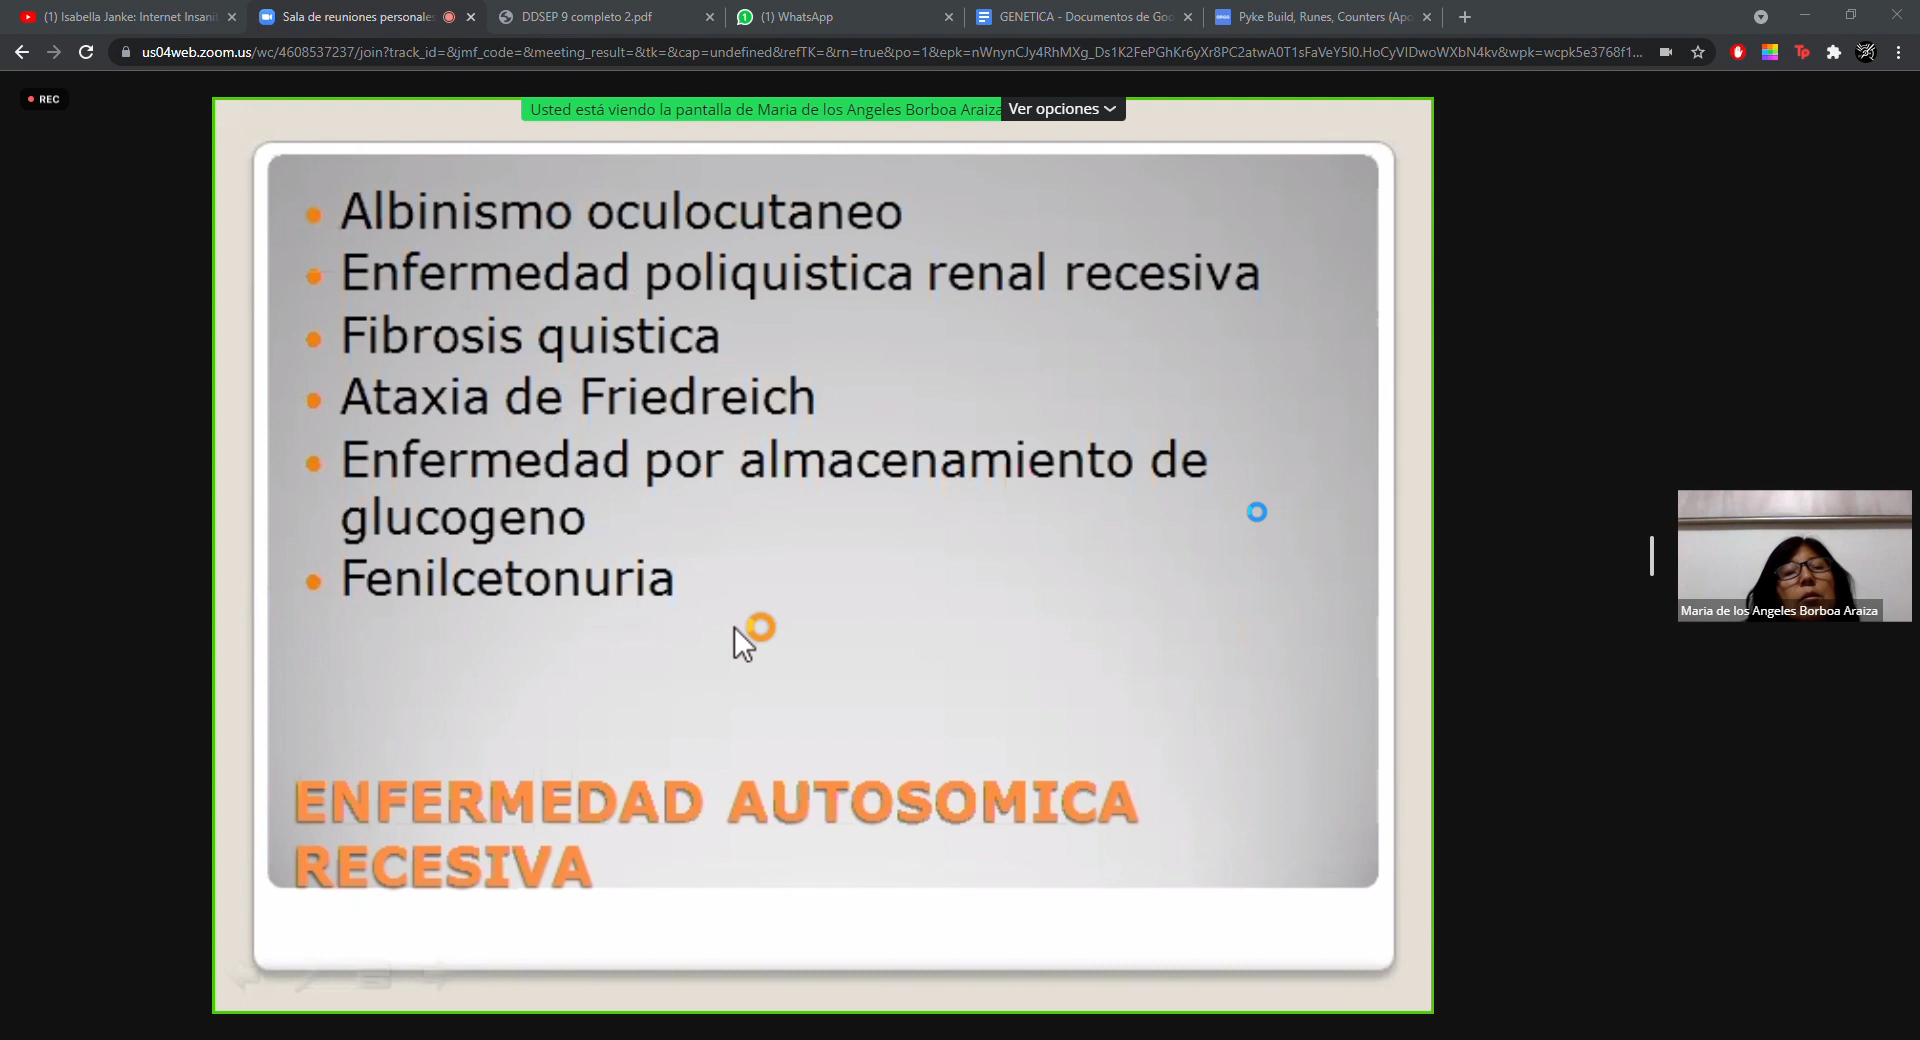 (1) Isabella Janke: Internet Insanit
Sala de reuniones personales
DDSEP 9 completo 2.pdf
(1) WhatsApp
GENETICA - Documentos de Goo
Pyke Build, Runes, Counters (Apo
us04web.zoom.us/wc/4608537237/join?track_id=&jmf_code=&meeting_result=&tk=&cap=undefined&refTK=&rn=true&po=1&epk=nWnynCJy4RhMXg_Ds1K2FePGhKr6yXr8PC2atwA0T1sFaVeY5I0.HoCyVIDwoWXbN4kv&wpk=wcpk5e3768f1...
REC
Usted está viendo la pantalla de Maria de los Angeles Borboa Araiza
Ver opciones
Albinismo oculocutaneo
Enfermedad poliquistica renal recesiva
Fibrosis quistica
Ataxia de Friedreich
Enfermedad por almacenamiento de
glucogeno
Fenilcetonuria
ENFERMEDAD AUTOSOMICA
RECESIVA
Maria de los Angeles Borboa Araiza